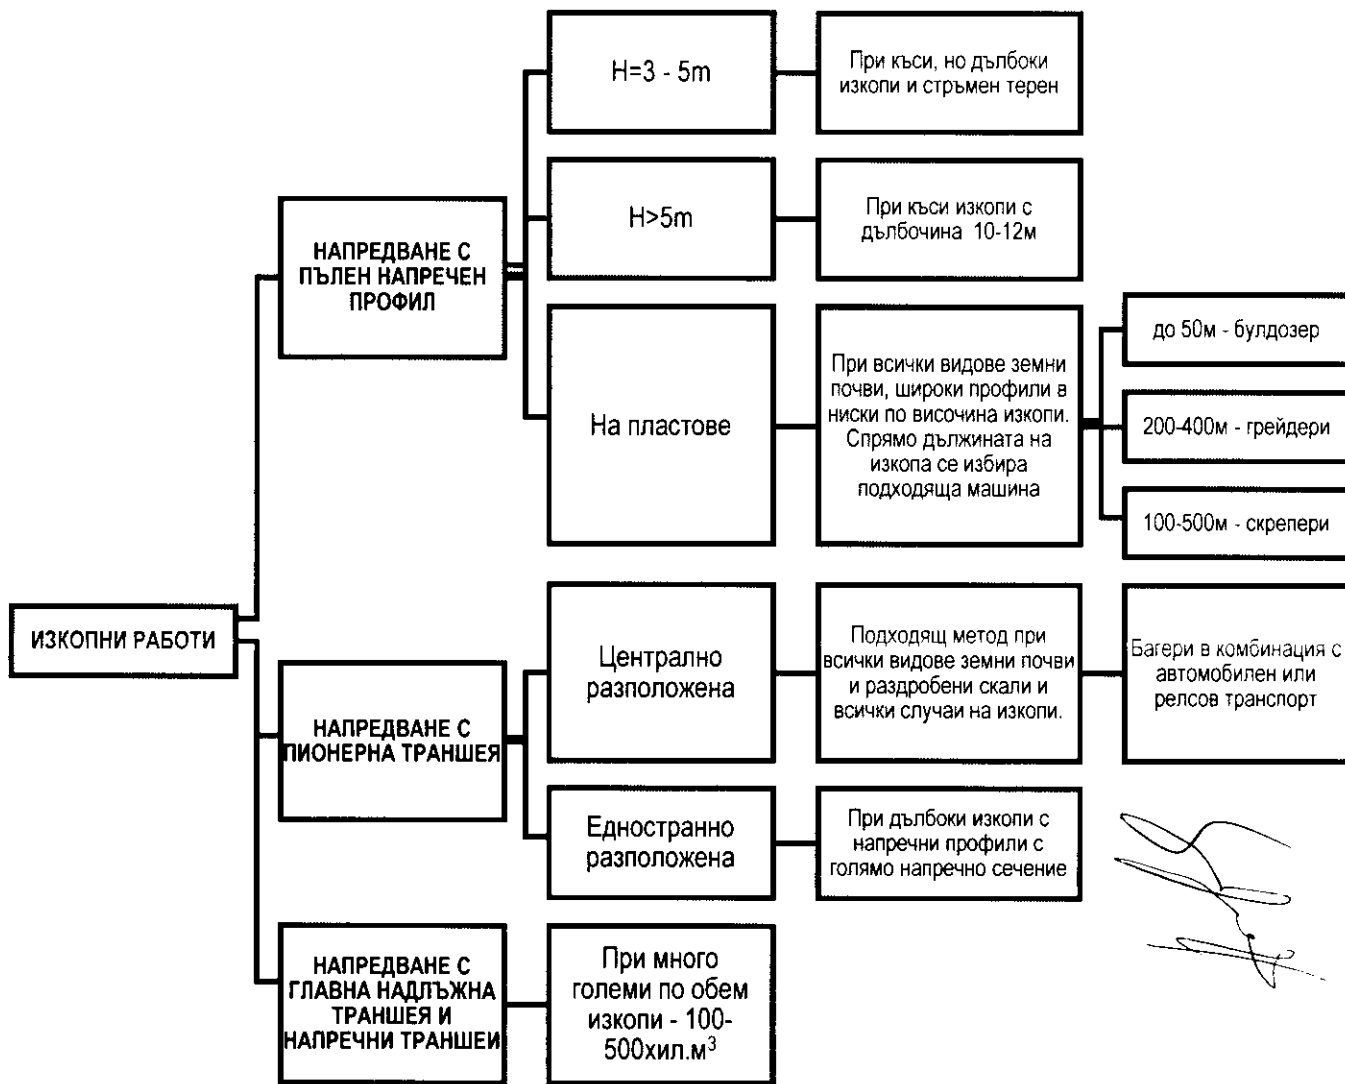 ИЗКОПНИ РАБОТИ
НАПРЕДВАНЕ С
ПЪЛЕН НАПРЕЧЕН
ПРОФИЛ
H=3 - 5m
При къси, но дълбоки
изкопи и стръмен терен
H>5m
При къси изкопи с
дълбочина 10-12м
На пластове
При всички видове земни
почви, широки профили в
ниски по височина изкопи.
Спрямо дължината на
изкопа се избира
подходяща машина
до 50м - булдозер
200-400м - грейдери
100-500м - скрепери
НАПРЕДВАНЕ С
ПИОНЕРНА ТРАНШЕЯ
Централно
разположена
Подходящ метод при
всички видове земни почви
и раздробени скали и
всички случаи на изкопи.
Багери в комбинация с
автомобилен или
релсов транспорт
Едностранно
разположена
При дълбоки изкопи с
напречни профили с
голямо напречно сечение
НАПРЕДВАНЕ С
ГЛАВНА НАДЛЪЖНА
ТРАНШЕЯ И
НАПРЕЧНИ ТРАНШЕИ
При много
големи по обем
изкопи - 100-
500хил.м³